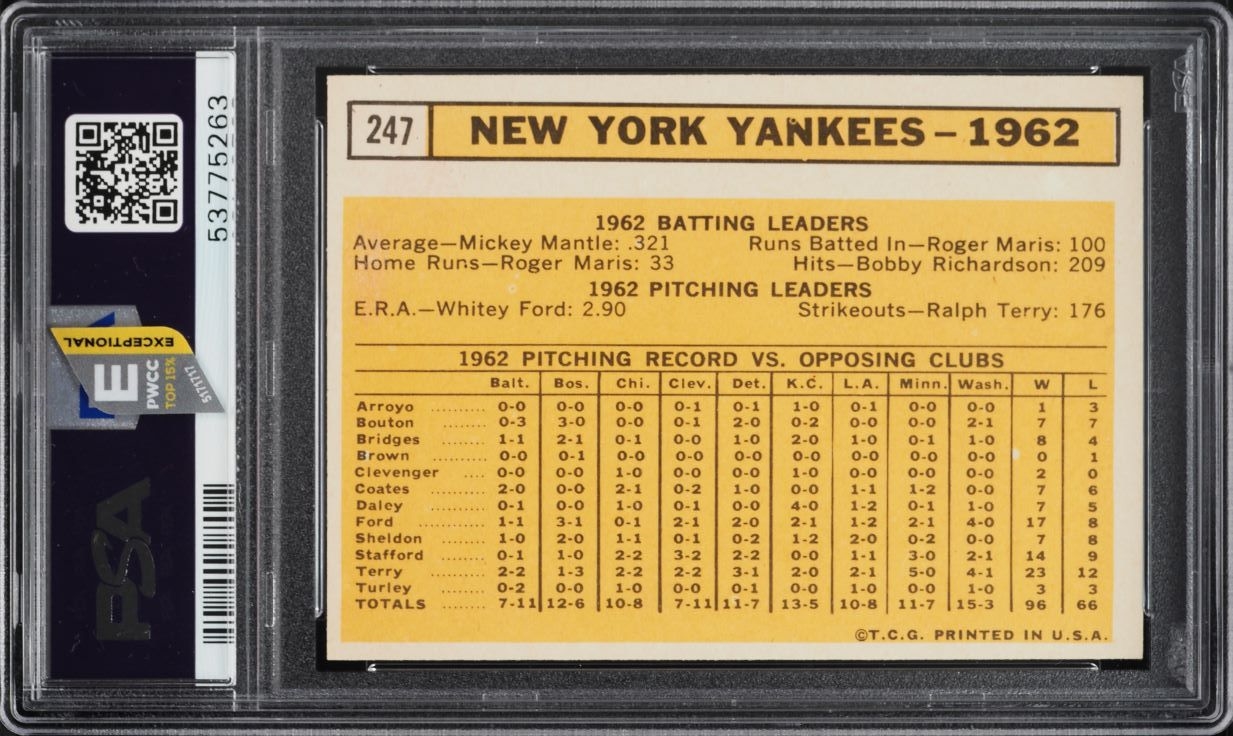 247 NEW YORK YANKEES – 1962
1962 BATTING LEADERS
Average—Mickey Mantle: .321 Runs Batted In—Roger Maris: 100
Home Runs—Roger Maris: 33 Hits—Bobby Richardson: 209
1962 PITCHING LEADERS
E.R.A.—Whitey Ford: 2.90 Strikeouts—Ralph Terry: 176
1962 PITCHING RECORD VS. OPPOSING CLUBS
Balt. Bos. Chi. Clev. Det. K.C. L.A. Minn. Wash. W L
Arroyo ......... 0-0 0-0 0-0 0-1 0-1 1-0 0-1 0-0 0-0 1 3
Bouton ....... 0-3 3-0 0-0 0-1 2-0 0-2 0-0 0-0 2-1 7 7
Bridges ........ 1-1 2-1 0-1 0-0 1-0 2-0 1-0 0-1 1-0 8 4
Brown ......... 0-0 0-1 0-0 0-0 0-0 0-0 0-0 0-0 0-0 0 1
Clevenger .... 0-0 0-0 1-0 0-0 0-0 1-0 0-0 0-0 0-0 2 0
Coates ......... 2-0 0-0 2-1 0-2 1-0 0-0 1-1 1-2 0-0 7 6
Daley .......... 0-1 0-0 1-0 0-1 0-0 4-0 1-2 0-1 1-0 7 5
Ford ........... 1-1 3-1 0-1 2-1 2-0 2-1 1-2 2-1 4-0 17 8
Sheldon ....... 1-0 2-0 1-1 0-1 0-2 1-2 2-0 0-2 0-0 7 8
Stafford ....... 0-1 1-0 2-2 3-2 2-2 0-0 1-1 3-0 2-1 14 9
Terry .......... 2-2 1-3 2-2 2-2 3-1 2-0 2-1 5-0 4-1 23 12
Turley ......... 0-2 0-0 1-0 0-0 0-1 0-0 1-0 0-0 1-0 3 3
TOTALS ....... 7-11 12-6 10-8 7-11 11-7 13-5 10-8 11-7 15-3 96 66
©T.C.G. PRINTED IN U.S.A.
53775263
EXCEPTIONAL
E
PWCC
TOP 15%
5171717
PSA